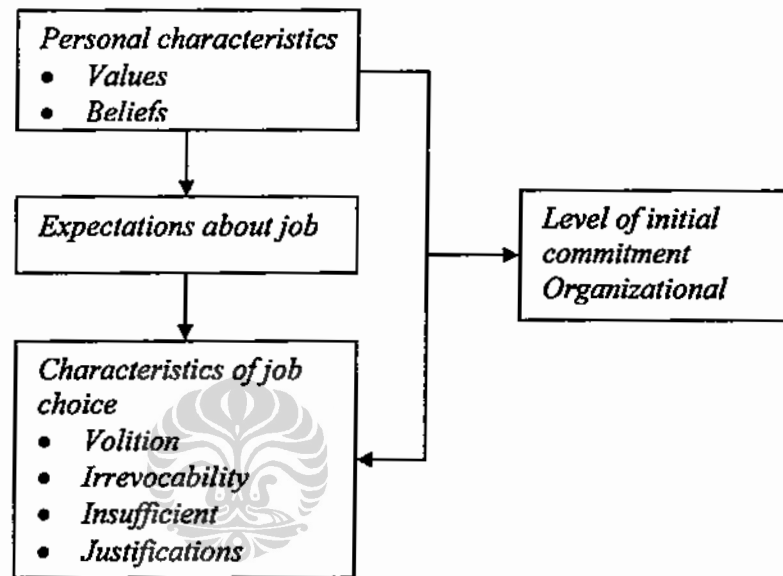 Personal characteristics
• Values
• Beliefs
Expectations about job
Characteristics of job
choice
• Volition
• Irrevocability
• Insufficient
• Justifications
Level of initial
commitment
Organizational